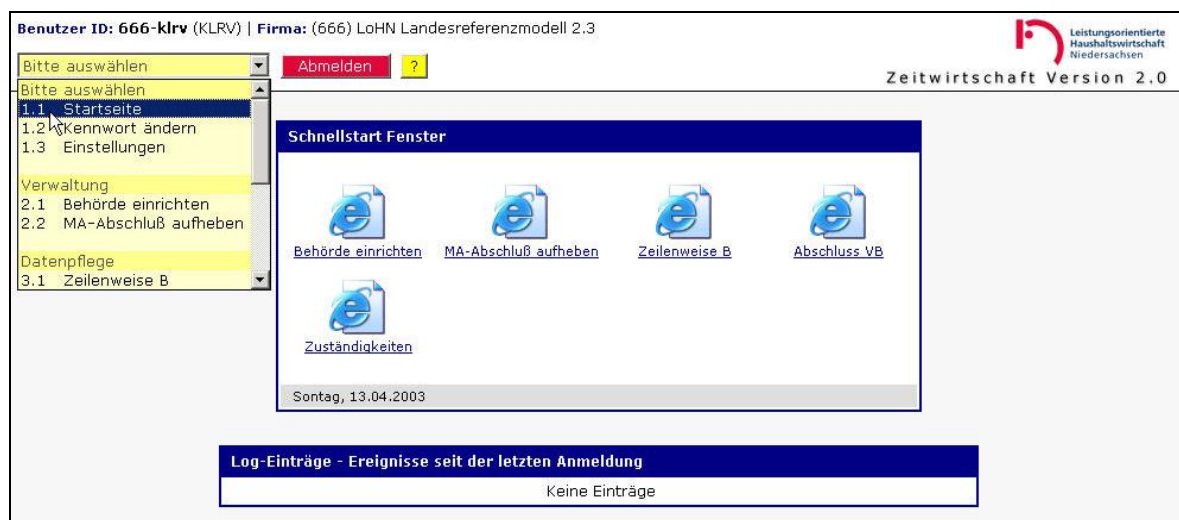 Benutzer ID: 666-klrv (KLRV) | Firma: (666) LoHN Landesreferenzmodell 2.3
Leistungsorientierte
Haushaltswirtschaft
Niedersachsen
Bitte auswählen
Abmelden
?
Zeitwirtschaft Version 2.0
Bitte auswählen
1.1 Startseite
1.2 Kennwort ändern
1.3 Einstellungen
Verwaltung
2.1 Behörde einrichten
2.2 MA-Abschluß aufheben
Datenpflege
3.1 Zeilenweise B
Schnellstart Fenster
Behörde einrichten
MA-Abschluß aufheben
Zeilenweise B
Abschluss VB
Zuständigkeiten
Sontag, 13.04.2003
Log-Einträge - Ereignisse seit der letzten Anmeldung
Keine Einträge